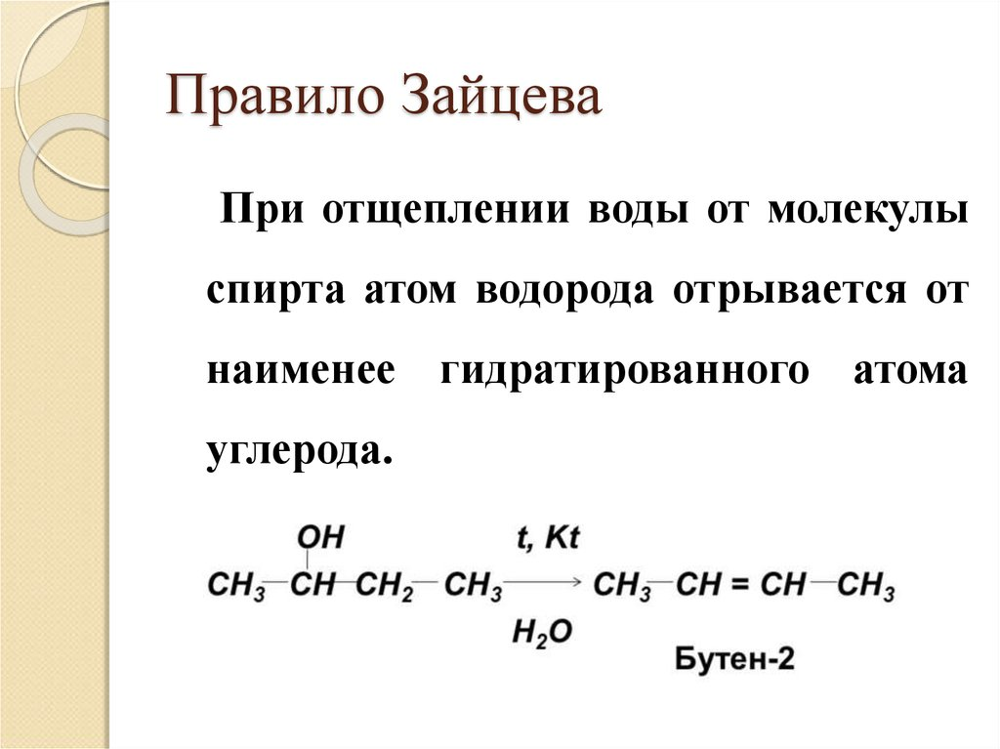 Правило Зайцева
При отщеплении воды от молекулы
спирта атом водорода отрывается от
наименее гидратированного атома
углерода.
OH t, Kt
CH₃ CH CH₂ CH₃ → CH₃ CH = CH CH₃
H₂O
Бутен-2